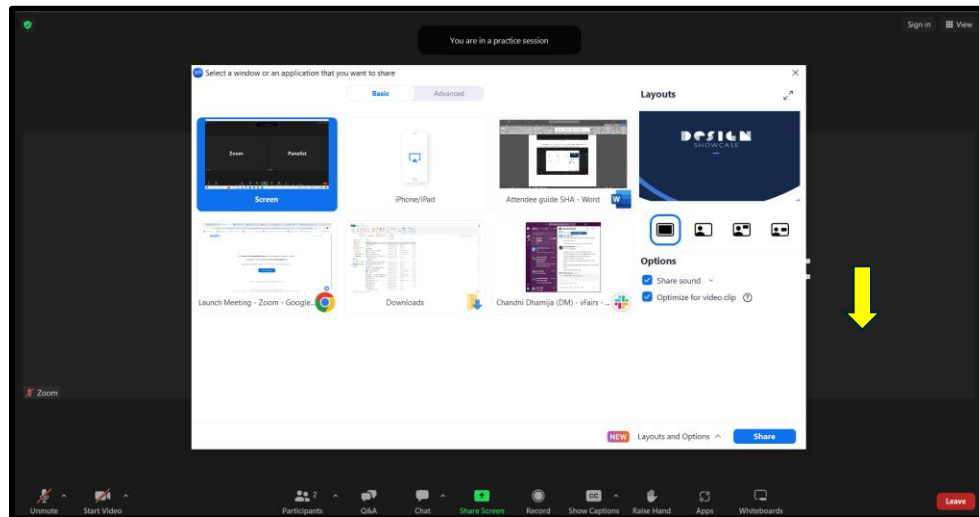 Sign in View
You are in a practice session
Select a window or an application that you want to share
Basic Advanced
Layouts
DESIGN
SHOWCASE
Zoom Panelist
Screen
iPhone/iPad
Attendee guide SHA - Word
Options
Share sound
Optimize for video clip
Launch Meeting - Zoom - Google...
Downloads
Chandni Dhamija (DM) - vFairs - ...
Zoom
NEW Layouts and Options Share
Unmute Start Video Participants 2 Q&A Chat Share Screen Record CC Show Captions Raise Hand Apps Whiteboards Leave